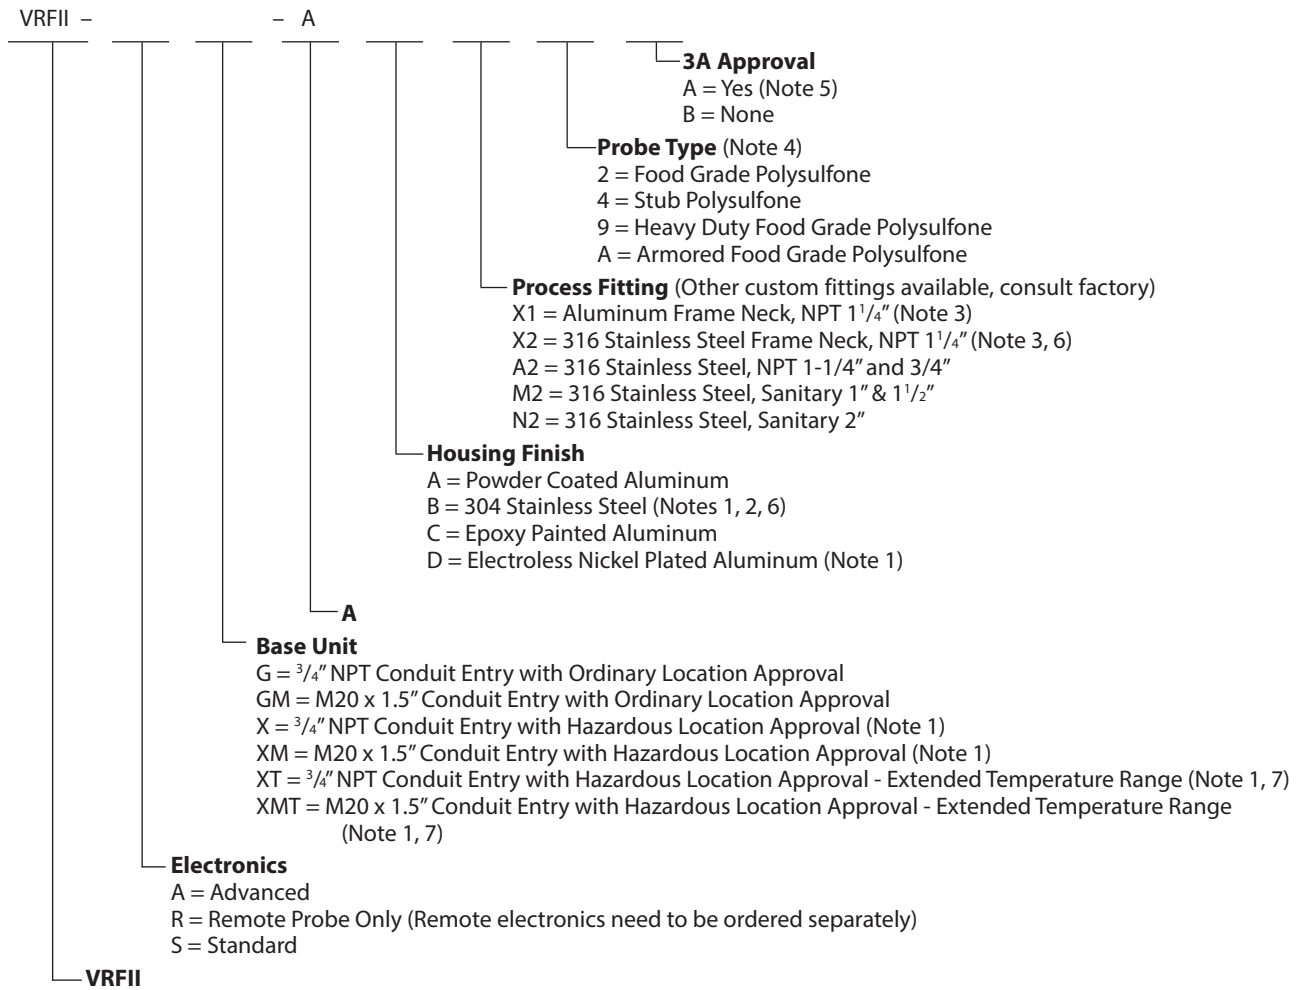 VRFII – – A
3A Approval
A = Yes (Note 5)
B = None
Probe Type (Note 4)
2 = Food Grade Polysulfone
4 = Stub Polysulfone
9 = Heavy Duty Food Grade Polysulfone
A = Armored Food Grade Polysulfone
Process Fitting (Other custom fittings available, consult factory)
X1 = Aluminum Frame Neck, NPT 1¹/₄” (Note 3)
X2 = 316 Stainless Steel Frame Neck, NPT 1¹/₄” (Note 3, 6)
A2 = 316 Stainless Steel, NPT 1-1/4” and 3/4”
M2 = 316 Stainless Steel, Sanitary 1” & 1¹/₂”
N2 = 316 Stainless Steel, Sanitary 2”
Housing Finish
A = Powder Coated Aluminum
B = 304 Stainless Steel (Notes 1, 2, 6)
C = Epoxy Painted Aluminum
D = Electroless Nickel Plated Aluminum (Note 1)
A
Base Unit
G = ³/₄” NPT Conduit Entry with Ordinary Location Approval
GM = M20 x 1.5” Conduit Entry with Ordinary Location Approval
X = ³/₄” NPT Conduit Entry with Hazardous Location Approval (Note 1)
XM = M20 x 1.5” Conduit Entry with Hazardous Location Approval (Note 1)
XT = ³/₄” NPT Conduit Entry with Hazardous Location Approval - Extended Temperature Range (Note 1, 7)
XMT = M20 x 1.5” Conduit Entry with Hazardous Location Approval - Extended Temperature Range
(Note 1, 7)
Electronics
A = Advanced
R = Remote Probe Only (Remote electronics need to be ordered separately)
S = Standard
VRFII